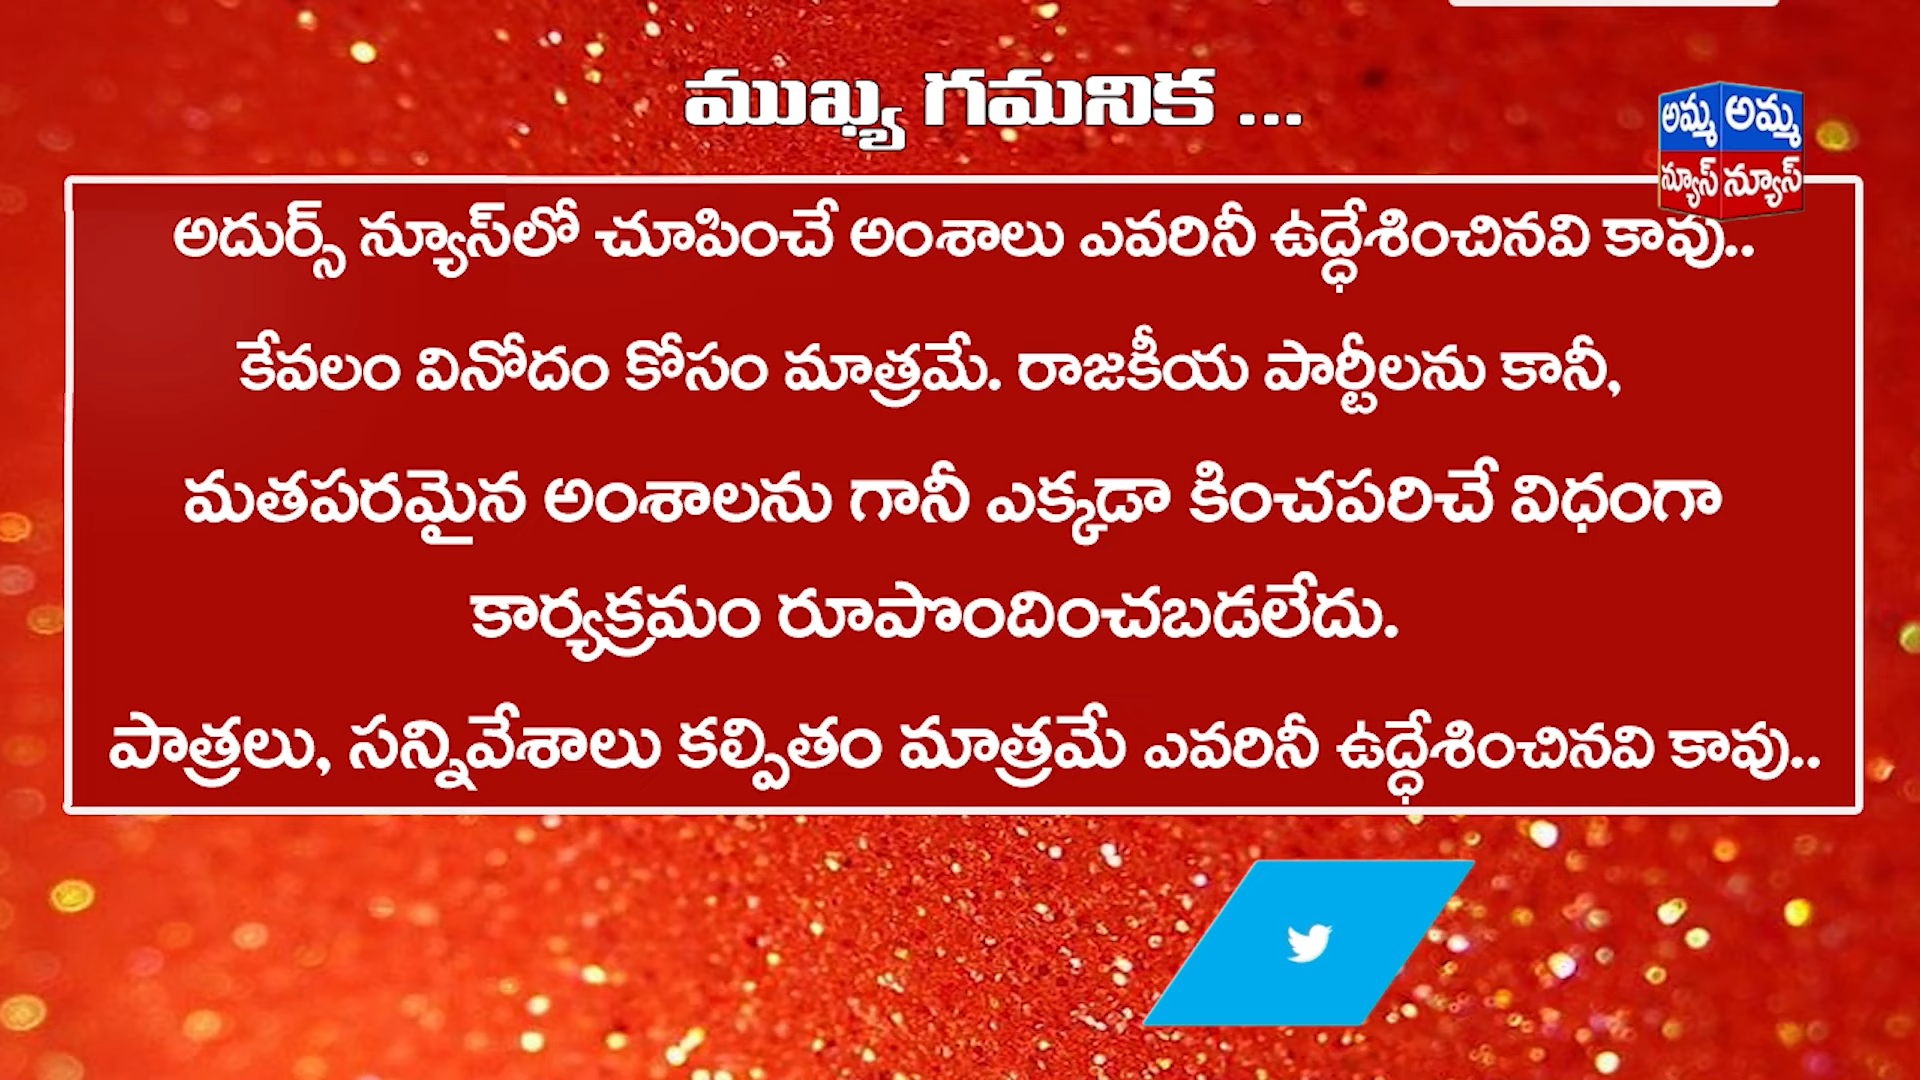 ముఖ్య గమనిక ...
అమ్మ అమ్మ
న్యూస్ న్యూస్
అదుర్స్ న్యూస్‌లో చూపించే అంశాలు ఎవరినీ ఉద్ధేశించినవి కావు..
కేవలం వినోదం కోసం మాత్రమే. రాజకీయ పార్టీలను కానీ,
మతపరమైన అంశాలను గానీ ఎక్కడా కించపరిచే విధంగా
కార్యక్రమం రూపొందించబడలేదు.
పాత్రలు, సన్నివేశాలు కల్పితం మాత్రమే ఎవరినీ ఉద్ధేశించినవి కావు..